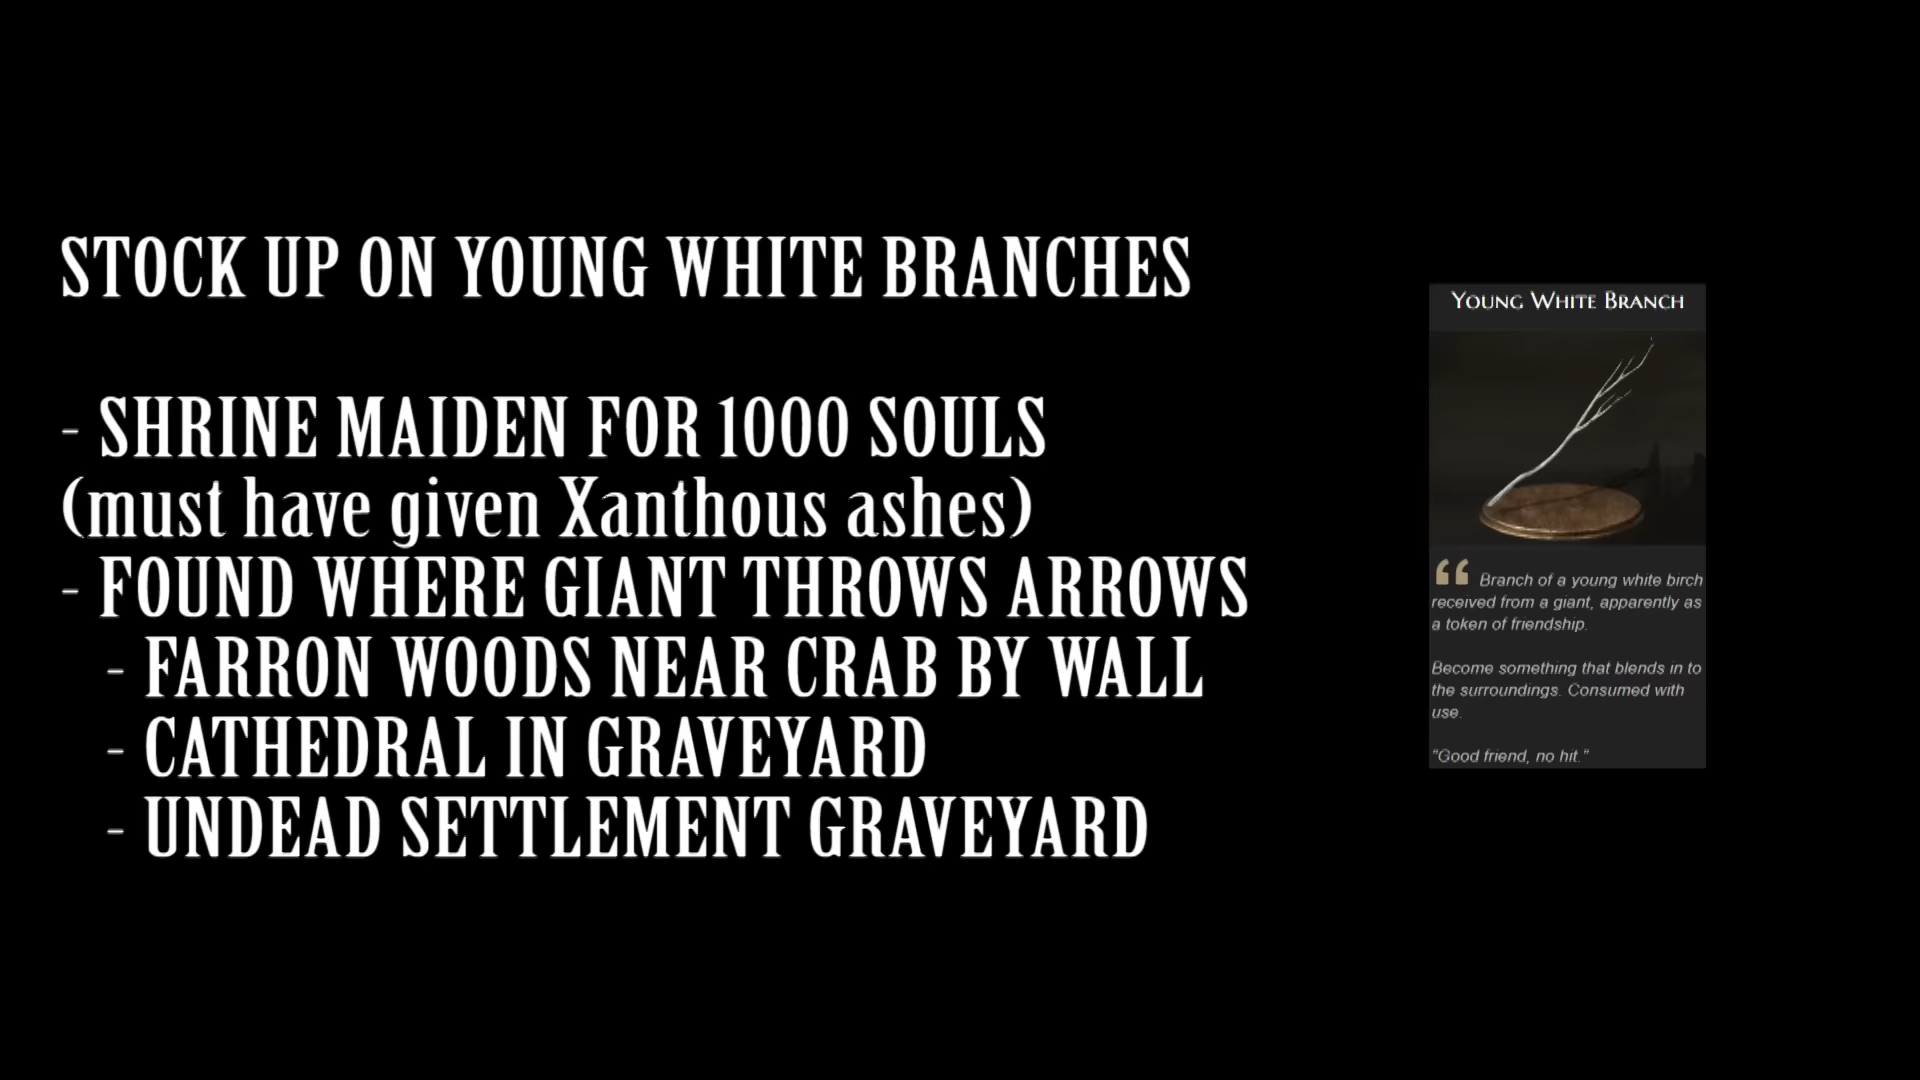 STOCK UP ON YOUNG WHITE BRANCHES
- SHRINE MAIDEN FOR 1000 SOULS
(must have given Xanthous ashes)
- FOUND WHERE GIANT THROWS ARROWS
- FARRON WOODS NEAR CRAB BY WALL
- CATHEDRAL IN GRAVEYARD
- UNDEAD SETTLEMENT GRAVEYARD
YOUNG WHITE BRANCH
“ Branch of a young white birch
received from a giant, apparently as
a token of friendship.
Become something that blends in to
the surroundings. Consumed with
use.
"Good friend, no hit."